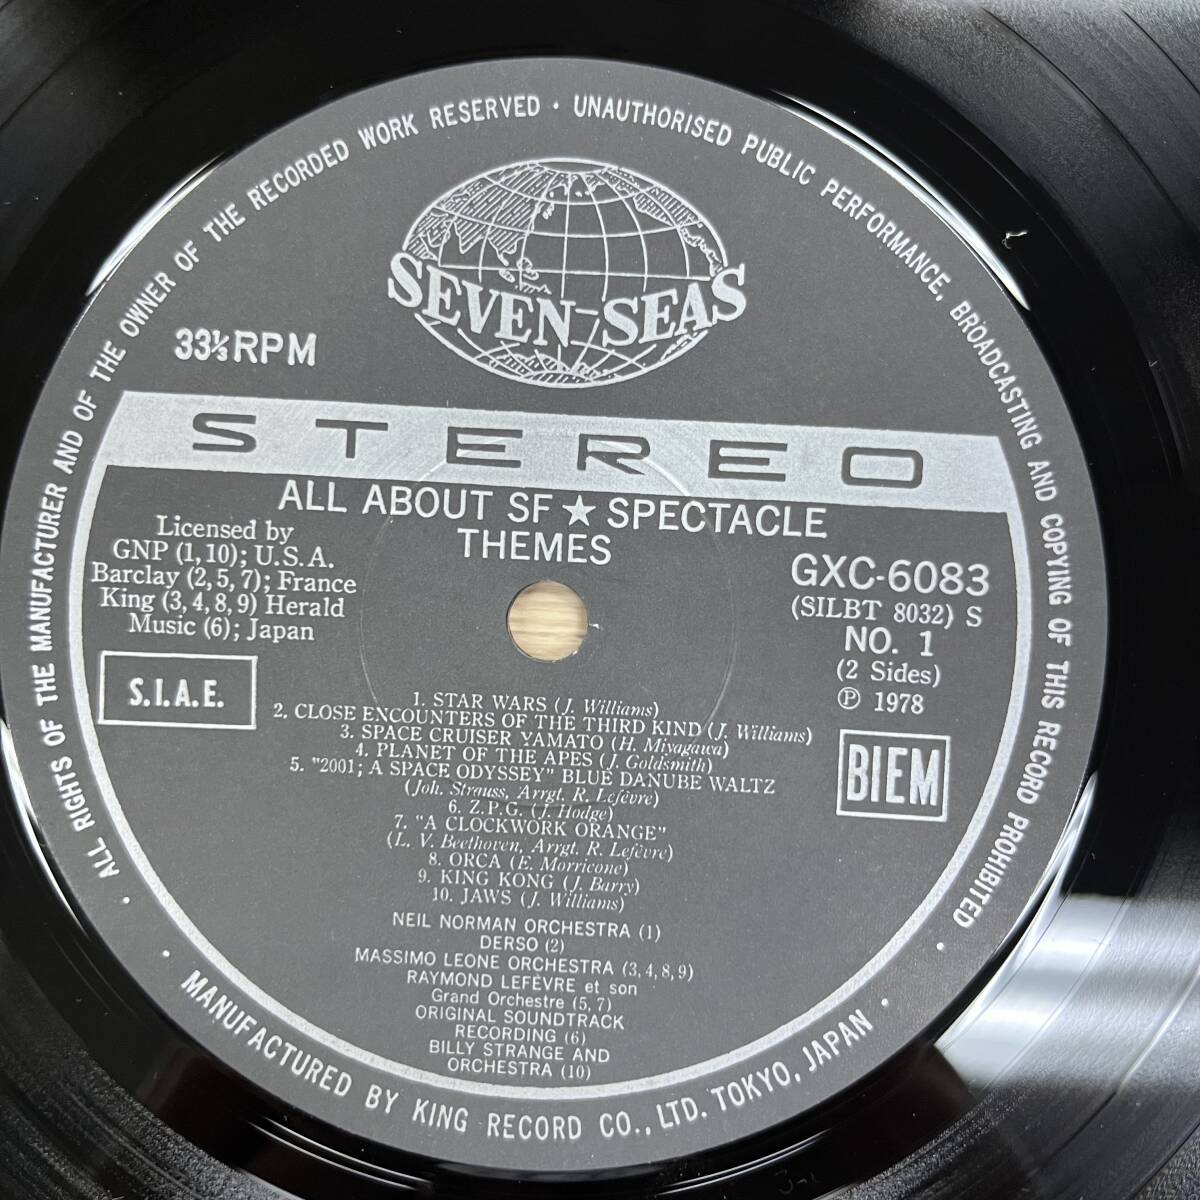 ALL RIGHTS OF THE MANUFACTURER AND OF THE OWNER OF THE RECORDED WORK RESERVED · UNAUTHORISED PUBLIC PERFORMANCE, BROADCASTING AND COPYING OF THIS RECORD PROHIBITED ·
SEVEN SEAS
33⅓RPM
STEREO
ALL ABOUT SF★SPECTACLE
THEMES
Licensed by
GNP (1, 10); U.S.A.
Barclay (2, 5, 7); France
King (3, 4, 8, 9) Herald
Music (6); Japan
S.I.A.E.
GXC-6083
(SILBT 8032) S
NO. 1
(2 Sides)
Ⓟ 1978
BIEM
1. STAR WARS (J. Williams)
2. CLOSE ENCOUNTERS OF THE THIRD KIND (J. Williams)
3. SPACE CRUISER YAMATO (H. Miyagawa)
4. PLANET OF THE APES (J. Goldsmith)
5. "2001; A SPACE ODYSSEY" BLUE DANUBE WALTZ
(Joh. Strauss, Arrgt. R. Lefèvre)
6. Z.P.G. (J. Hodge)
7. "A CLOCKWORK ORANGE"
(L. V. Beethoven, Arrgt. R. Lefèvre)
8. ORCA (E. Morricone)
9. KING KONG (J. Barry)
10. JAWS (J. Williams)
NEIL NORMAN ORCHESTRA (1)
DERSO (2)
MASSIMO LEONE ORCHESTRA (3, 4, 8, 9)
RAYMOND LEFÈVRE et son
Grand Orchestre (5, 7)
ORIGINAL SOUNDTRACK
RECORDING (6)
BILLY STRANGE AND
ORCHESTRA (10)
· MANUFACTURED BY KING RECORD CO., LTD. TOKYO, JAPAN ·